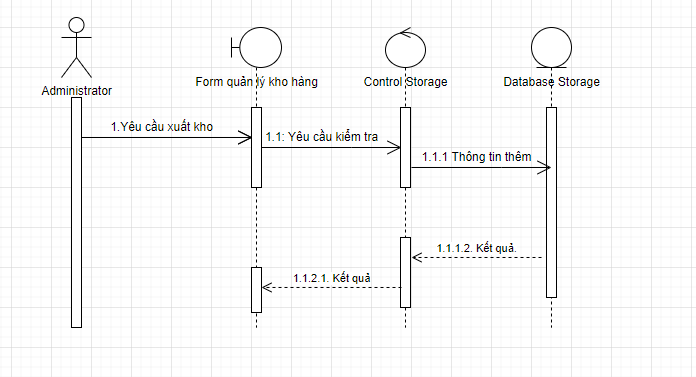 Administrator
Form quản lý kho hàng
Control Storage
Database Storage
1.Yêu cầu xuất kho
1.1: Yêu cầu kiểm tra
1.1.1 Thông tin thêm
1.1.1.2. Kết quả.
1.1.2.1. Kết quả